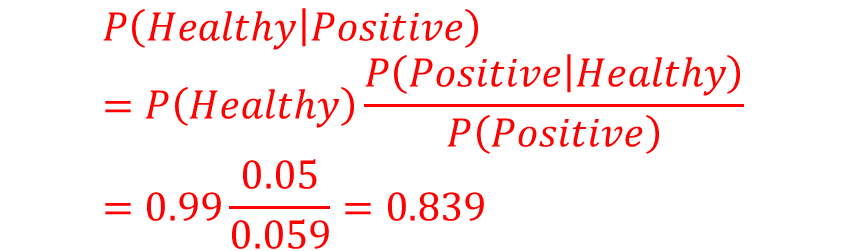 P(Healthy|Positive)
= P(Healthy) P(Positive|Healthy) / P(Positive)
= 0.99 0.05 / 0.059 = 0.839